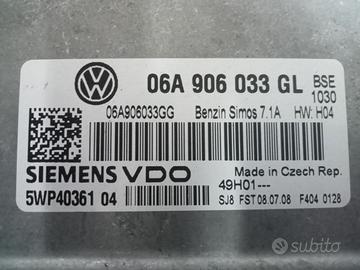 06A 906 033 GL BSE
1030
06A906033GG Benzin Simos 7.1A HW: H04
SIEMENS VDO Made in Czech Rep.
49H01---
5WP40361 04 SJ8 FST 08.07.08 F404 0128
subito